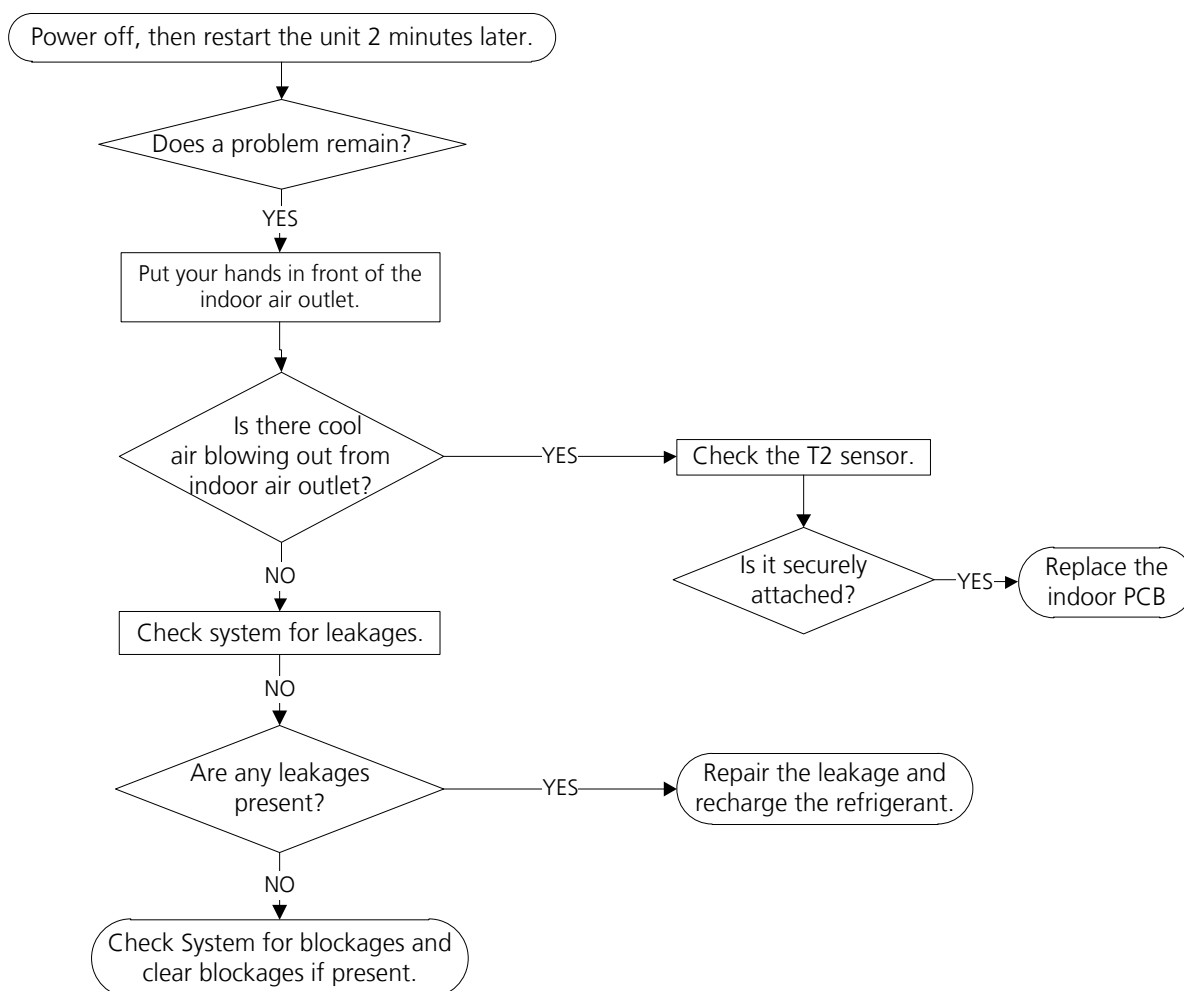 Power off, then restart the unit 2 minutes later.
Does a problem remain?
YES
Put your hands in front of the
indoor air outlet.
Is there cool
air blowing out from
indoor air outlet?
YES
Check the T2 sensor.
Is it securely
attached?
YES
Replace the
indoor PCB
NO
Check system for leakages.
NO
Are any leakages
present?
YES
Repair the leakage and
recharge the refrigerant.
NO
Check System for blockages and
clear blockages if present.